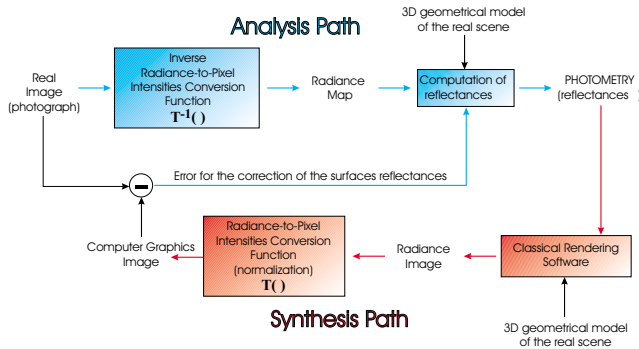 3D geometrical model
of the real scene
Analysis Path
Inverse
Radiance-to-Pixel
Intensities Conversion
Function
T-1( )
Real
Image
(photograph)
Radiance
Map
Computation of
reflectances
PHOTOMETRY
(reflectances )
Error for the correction of the surfaces reflectances
Computer Graphics
Image
Radiance-to-Pixel
Intensities Conversion
Function
(normalization)
T( )
Radiance
Image
Classical Rendering
Software
Synthesis Path
3D geometrical model
of the real scene